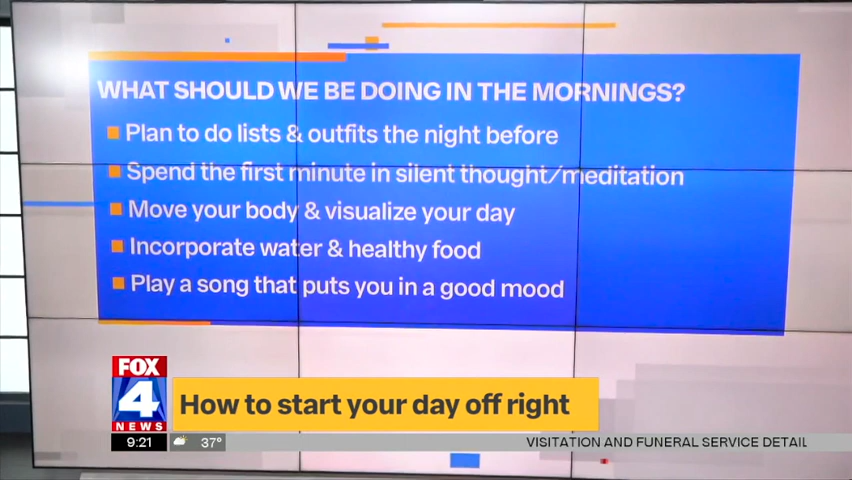 WHAT SHOULD WE BE DOING IN THE MORNINGS?
Plan to do lists & outfits the night before
Spend the first minute in silent thought/meditation
Move your body & visualize your day
Incorporate water & healthy food
Play a song that puts you in a good mood
FOX
4
NEWS
How to start your day off right
9:21
37°
VISITATION AND FUNERAL SERVICE DETAIL